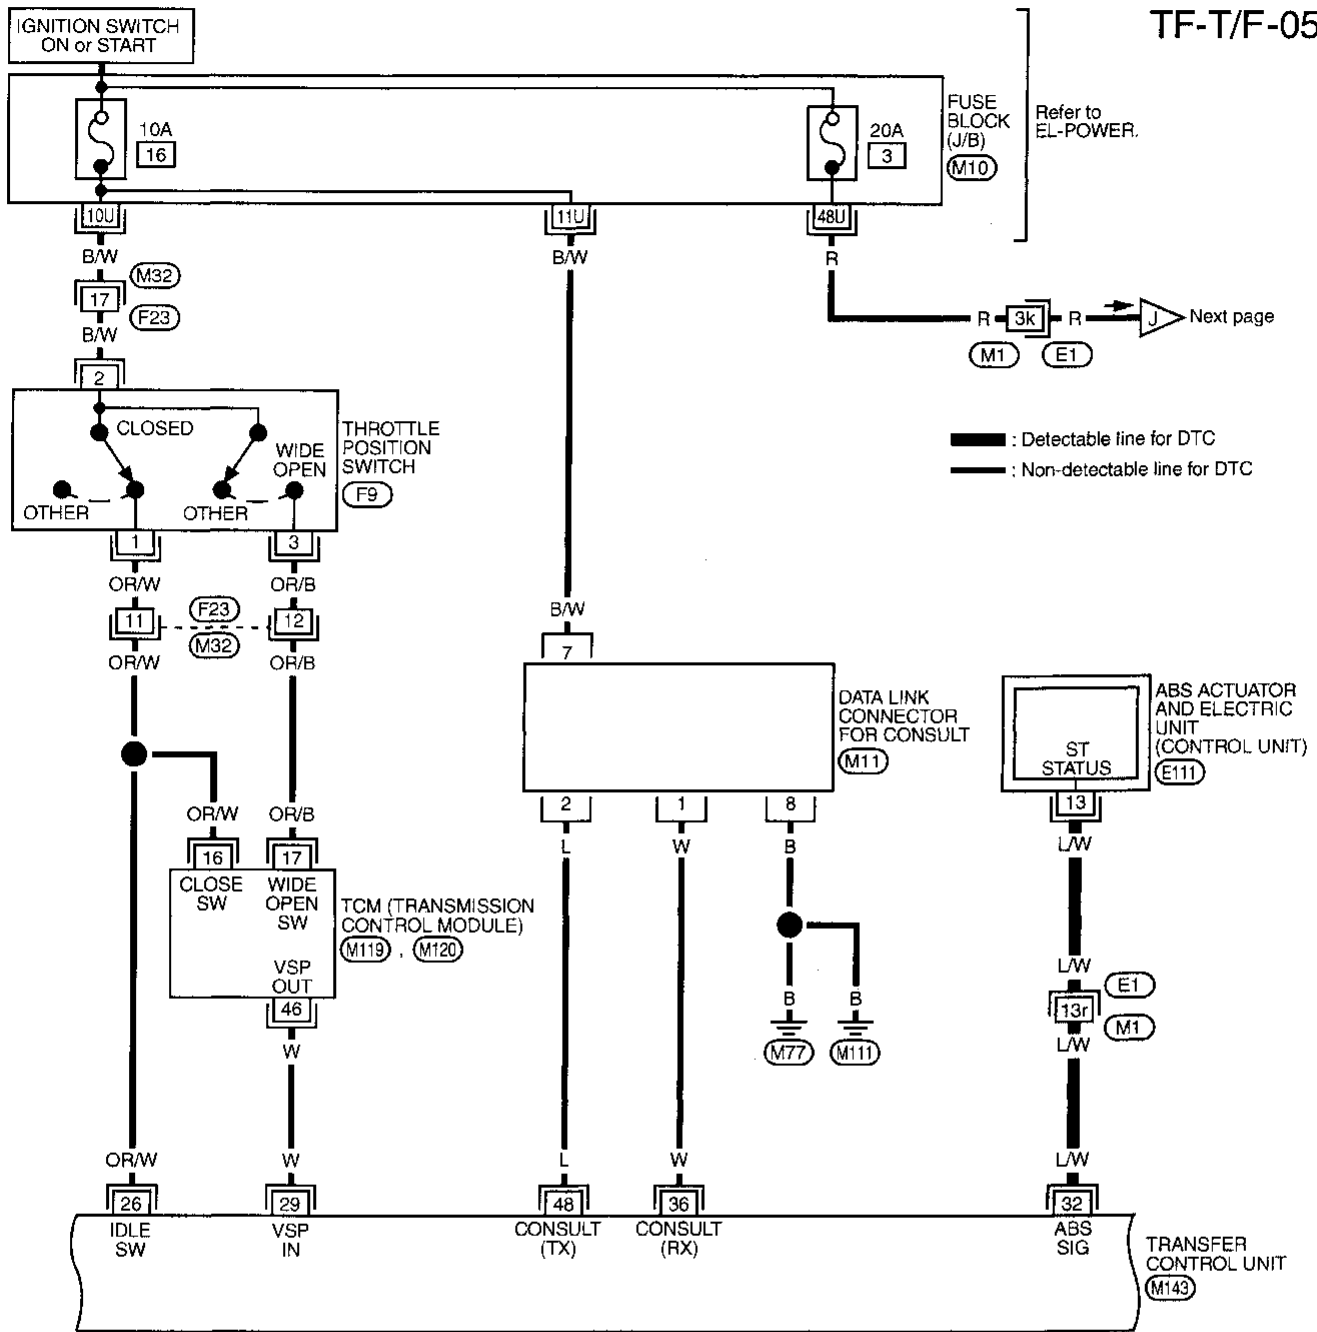 TF-T/F-05
IGNITION SWITCH
ON or START
10A
16
20A
3
FUSE
BLOCK
(J/B)
M10
Refer to
EL-POWER.
10U
11U
48U
B/W
B/W
R
M32
17
F23
B/W
R
3k
R
J
Next page
M1
E1
2
CLOSED
WIDE
OPEN
OTHER
OTHER
THROTTLE
POSITION
SWITCH
F9
: Detectable line for DTC
: Non-detectable line for DTC
1
3
OR/W
OR/B
11
F23
12
M32
OR/W
OR/B
B/W
7
DATA LINK
CONNECTOR
FOR CONSULT
M11
ST
STATUS
ABS ACTUATOR
AND ELECTRIC
UNIT
(CONTROL UNIT)
E111
2
1
8
13
OR/W
OR/B
L
W
B
L/W
16
17
CLOSE
SW
WIDE
OPEN
SW
VSP
OUT
TCM (TRANSMISSION
CONTROL MODULE)
M119 , M120
46
W
B
B
M77
M111
L/W
E1
13r
M1
L/W
OR/W
W
L
W
L/W
26
29
48
36
32
IDLE
SW
VSP
IN
CONSULT
(TX)
CONSULT
(RX)
ABS
SIG
TRANSFER
CONTROL UNIT
M143